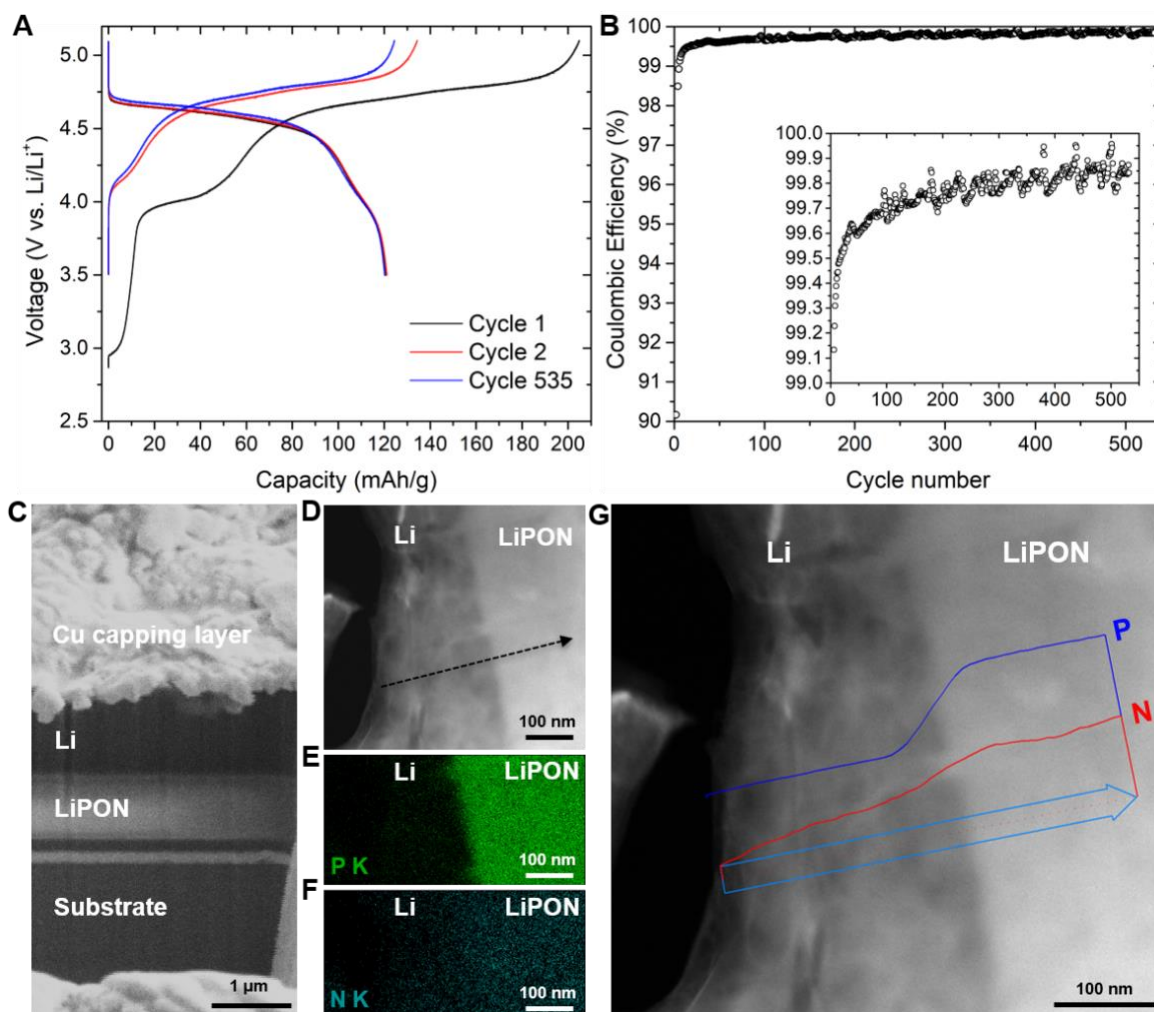 A
5.0
4.5
4.0
3.5
3.0
2.5
Voltage (V vs. Li/Li⁺)
0 20 40 60 80 100 120 140 160 180 200
Capacity (mAh/g)
Cycle 1
Cycle 2
Cycle 535
B
100
99
98
97
96
95
94
93
92
91
90
Coulombic Efficiency (%)
100.0
99.9
99.8
99.7
99.6
99.5
99.4
99.3
99.2
99.1
99.0
0 100 200 300 400 500
0 100 200 300 400 500
Cycle number
C
Cu capping layer
Li
LiPON
Substrate
1 µm
D
Li LiPON
100 nm
E
Li LiPON
P K
100 nm
F
Li LiPON
N K
100 nm
G
Li LiPON
P
N
100 nm